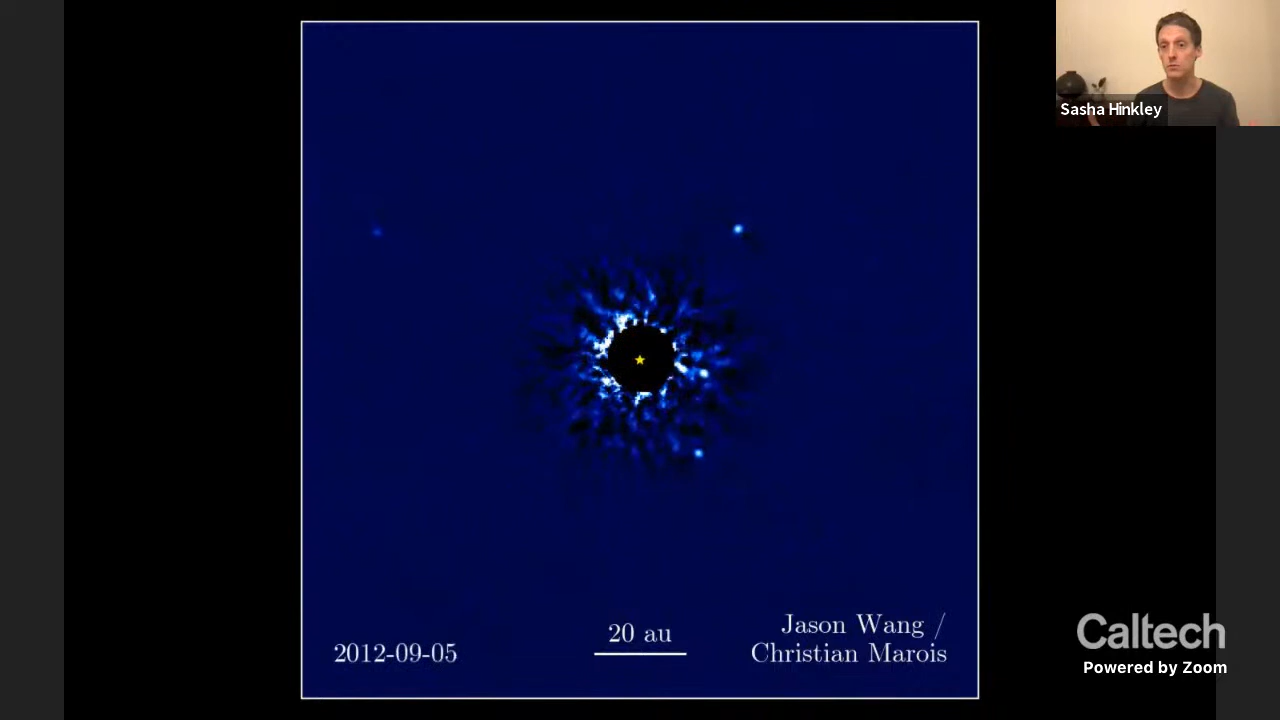 Sasha Hinkley
20 au
Jason Wang /
Christian Marois
2012-09-05
Caltech
Powered by Zoom